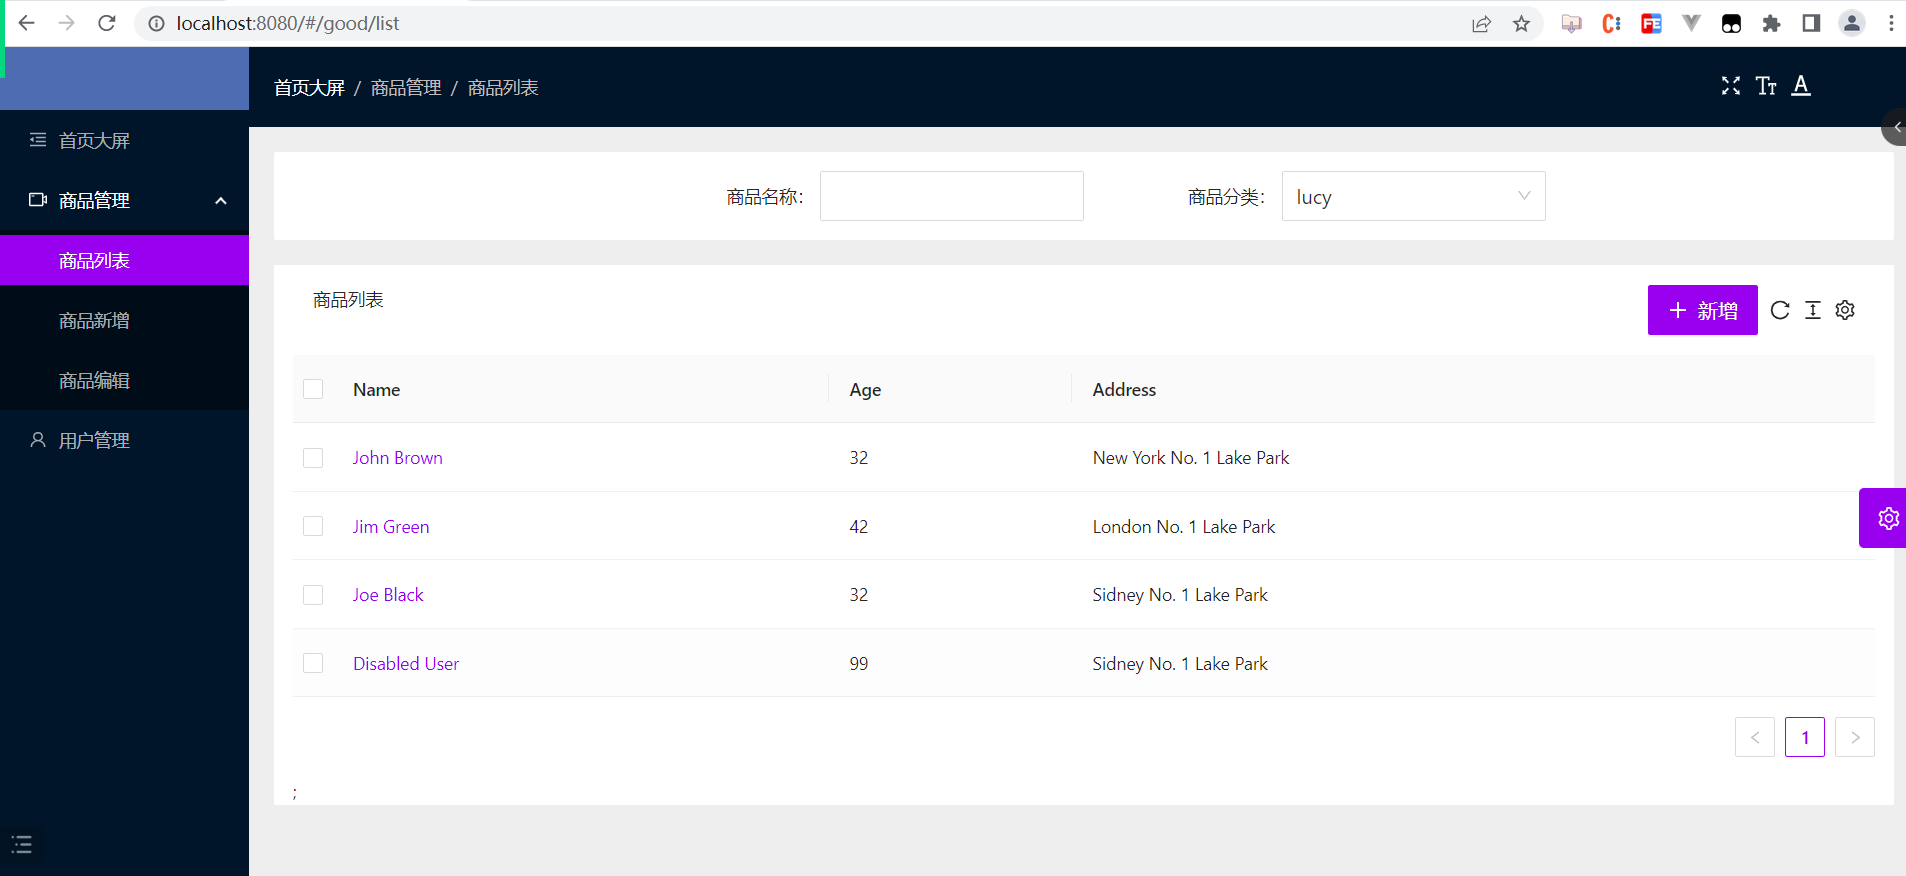 localhost:8080/#/good/list
首页大屏 / 商品管理 / 商品列表
首页大屏
商品管理
商品列表
商品新增
商品编辑
用户管理
商品名称:
商品分类: lucy
商品列表
新增
Name Age Address
John Brown 32 New York No. 1 Lake Park
Jim Green 42 London No. 1 Lake Park
Joe Black 32 Sidney No. 1 Lake Park
Disabled User 99 Sidney No. 1 Lake Park
< 1 >
;